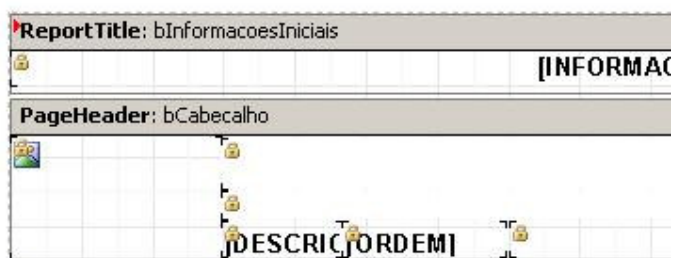 ReportTitle: bInformacoesIniciais
[INFORMAC
PageHeader: bCabecalho
[DESCRIC[ORDEM]